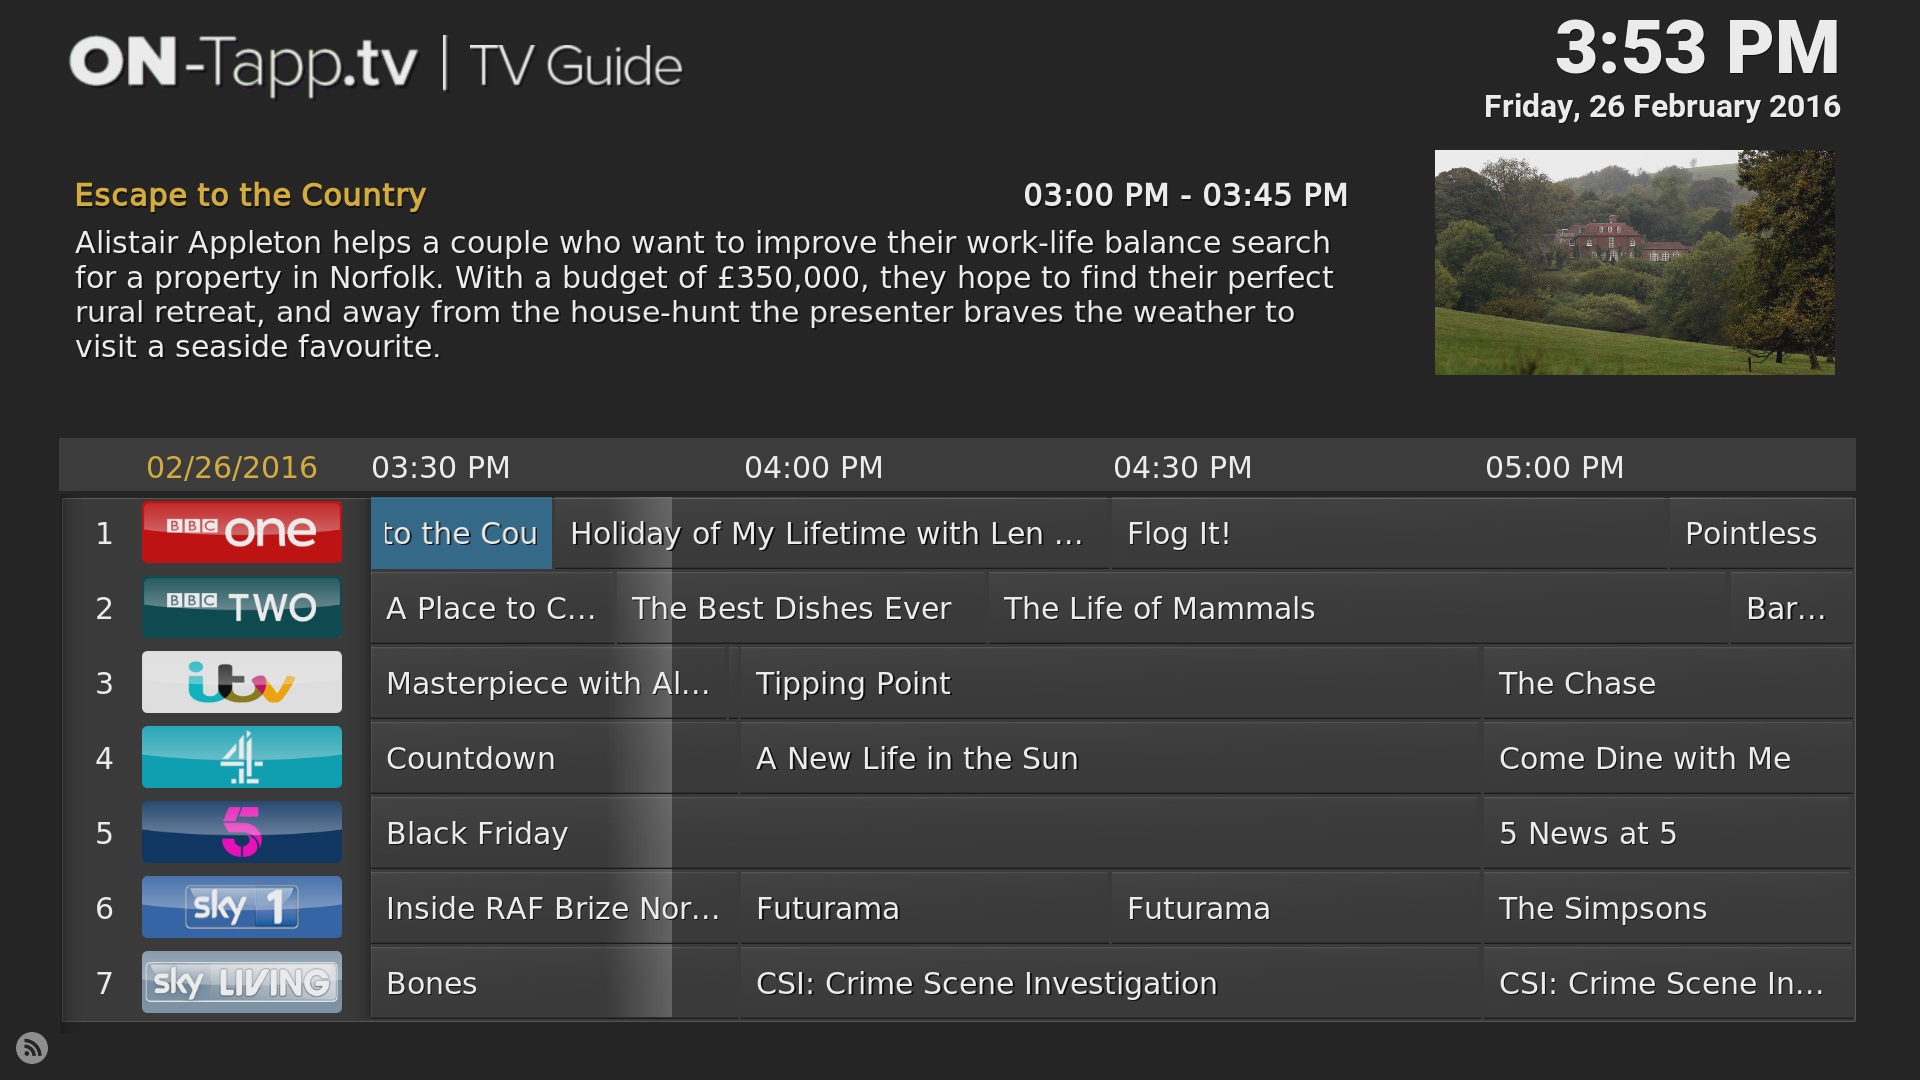 ON-Tapp.tv | TV Guide
3:53 PM
Friday, 26 February 2016
Escape to the Country 03:00 PM - 03:45 PM
Alistair Appleton helps a couple who want to improve their work-life balance search
for a property in Norfolk. With a budget of £350,000, they hope to find their perfect
rural retreat, and away from the house-hunt the presenter braves the weather to
visit a seaside favourite.
02/26/2016 03:30 PM 04:00 PM 04:30 PM 05:00 PM
1 BBC one to the Cou Holiday of My Lifetime with Len ... Flog It! Pointless
2 BBC TWO A Place to C... The Best Dishes Ever The Life of Mammals Bar...
3 itv Masterpiece with Al... Tipping Point The Chase
4 4 Countdown A New Life in the Sun Come Dine with Me
5 5 Black Friday 5 News at 5
6 sky 1 Inside RAF Brize Nor... Futurama Futurama The Simpsons
7 sky LIVING Bones CSI: Crime Scene Investigation CSI: Crime Scene In...